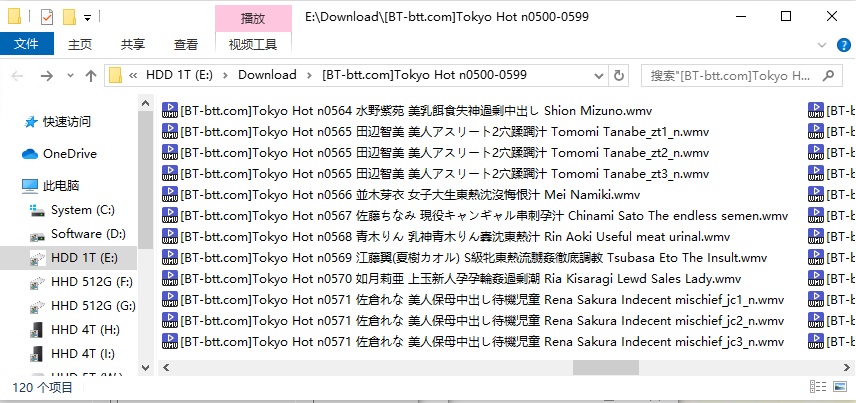 播放
E:\Download\[BT-btt.com]Tokyo Hot n0500-0599
文件
主页
共享
查看
视频工具
« HDD 1T (E:) › Download › [BT-btt.com]Tokyo Hot n0500-0599
搜索"[BT-btt.com]Tokyo H...
快速访问
OneDrive
此电脑
System (C:)
Software (D:)
HDD 1T (E:)
HHD 512G (F:)
HHD 512G (G:)
HHD 4T (H:)
HHD 4T (I:)
[BT-btt.com]Tokyo Hot n0564 水野紫苑 美乳餌食失神過剰中出し Shion Mizuno.wmv
[BT-btt.com]Tokyo Hot n0565 田辺智美 美人アスリート2穴蹂躙汁 Tomomi Tanabe_zt1_n.wmv
[BT-btt.com]Tokyo Hot n0565 田辺智美 美人アスリート2穴蹂躙汁 Tomomi Tanabe_zt2_n.wmv
[BT-btt.com]Tokyo Hot n0565 田辺智美 美人アスリート2穴蹂躙汁 Tomomi Tanabe_zt3_n.wmv
[BT-btt.com]Tokyo Hot n0566 並木芽衣 女子大生東熱沈没悔恨汁 Mei Namiki.wmv
[BT-btt.com]Tokyo Hot n0567 佐藤ちなみ 現役キャンギャル串刺孕汁 Chinami Sato The endless semen.wmv
[BT-btt.com]Tokyo Hot n0568 青木りん 乳神青木りん轟沈東熱汁 Rin Aoki Useful meat urinal.wmv
[BT-btt.com]Tokyo Hot n0569 江藤興(夏樹カオル) S級牝東熱流嬲姦徹底調教 Tsubasa Eto The Insult.wmv
[BT-btt.com]Tokyo Hot n0570 如月莉亜 上玉新人孕孕輪姦過剰潮 Ria Kisaragi Lewd Sales Lady.wmv
[BT-btt.com]Tokyo Hot n0571 佐倉れな 美人保母中出し待機児童 Rena Sakura Indecent mischief_jc1_n.wmv
[BT-btt.com]Tokyo Hot n0571 佐倉れな 美人保母中出し待機児童 Rena Sakura Indecent mischief_jc2_n.wmv
[BT-btt.com]Tokyo Hot n0571 佐倉れな 美人保母中出し待機児童 Rena Sakura Indecent mischief_jc3_n.wmv
120 个项目